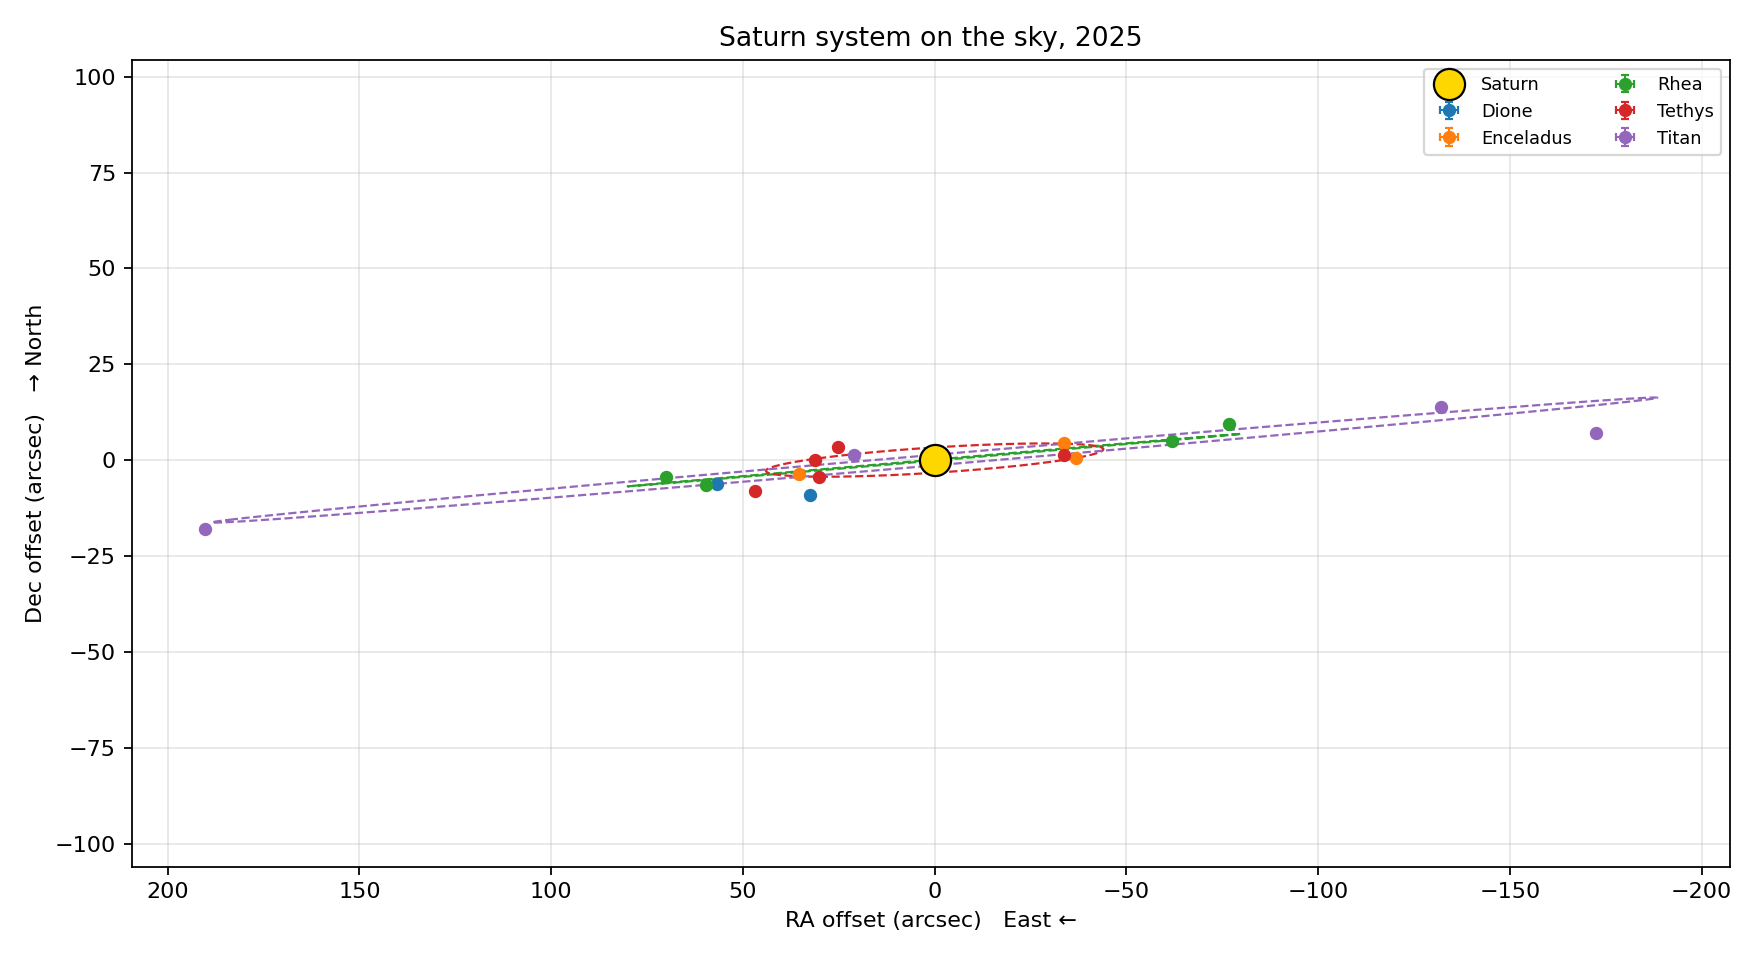 Saturn system on the sky, 2025
Saturn
Dione
Enceladus
Rhea
Tethys
Titan
Dec offset (arcsec) → North
100
75
50
25
0
−25
−50
−75
−100
200 150 100 50 0 −50 −100 −150 −200
RA offset (arcsec) East ←